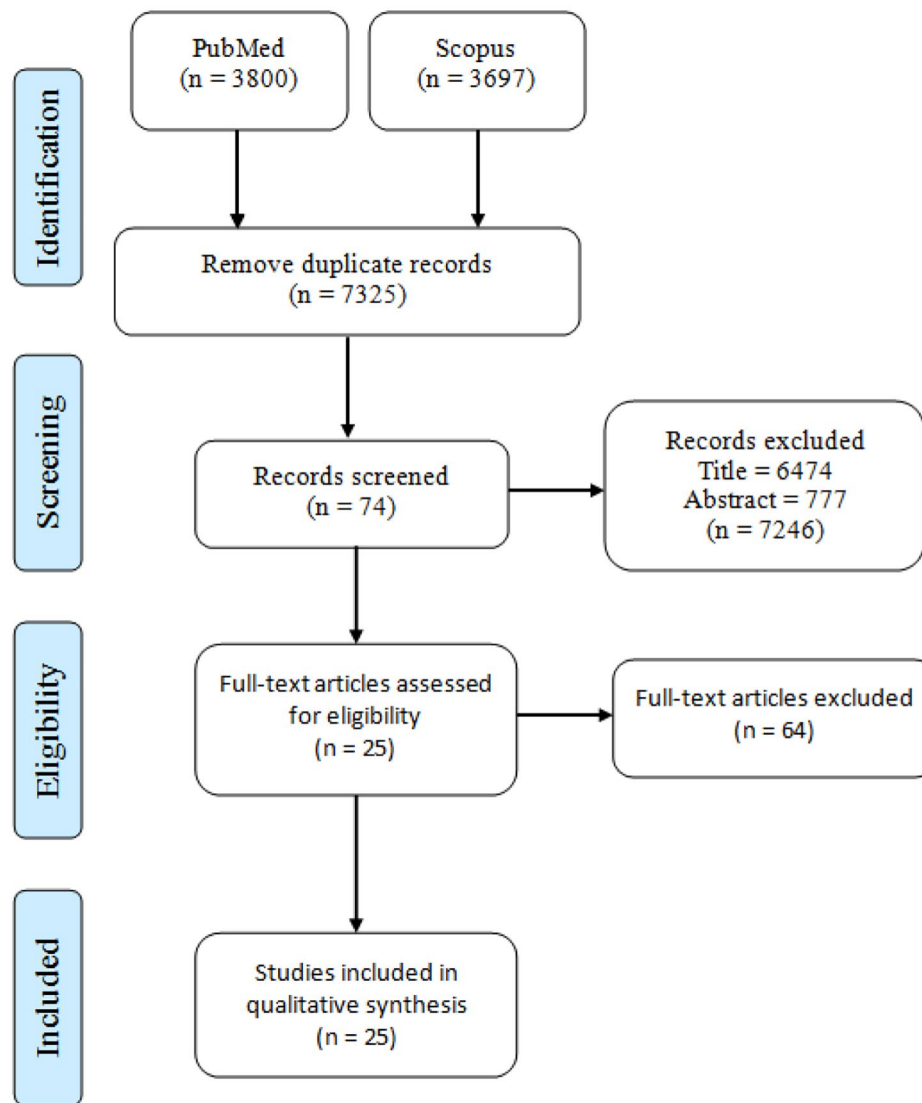 PubMed
(n = 3800)
Scopus
(n = 3697)
Identification
Remove duplicate records
(n = 7325)
Screening
Records screened
(n = 74)
Records excluded
Title = 6474
Abstract = 777
(n = 7246)
Eligibility
Full-text articles assessed
for eligibility
(n = 25)
Full-text articles excluded
(n = 64)
Included
Studies included in
qualitative synthesis
(n = 25)